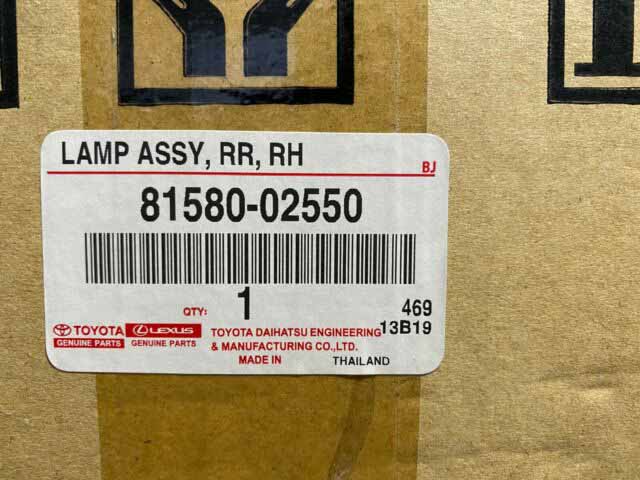 LAMP ASSY, RR, RH
BJ
81580-02550
QTY: 1
469
13B19
TOYOTA
GENUINE PARTS
LEXUS
GENUINE PARTS
TOYOTA DAIHATSU ENGINEERING
& MANUFACTURING CO.,LTD.
MADE IN THAILAND